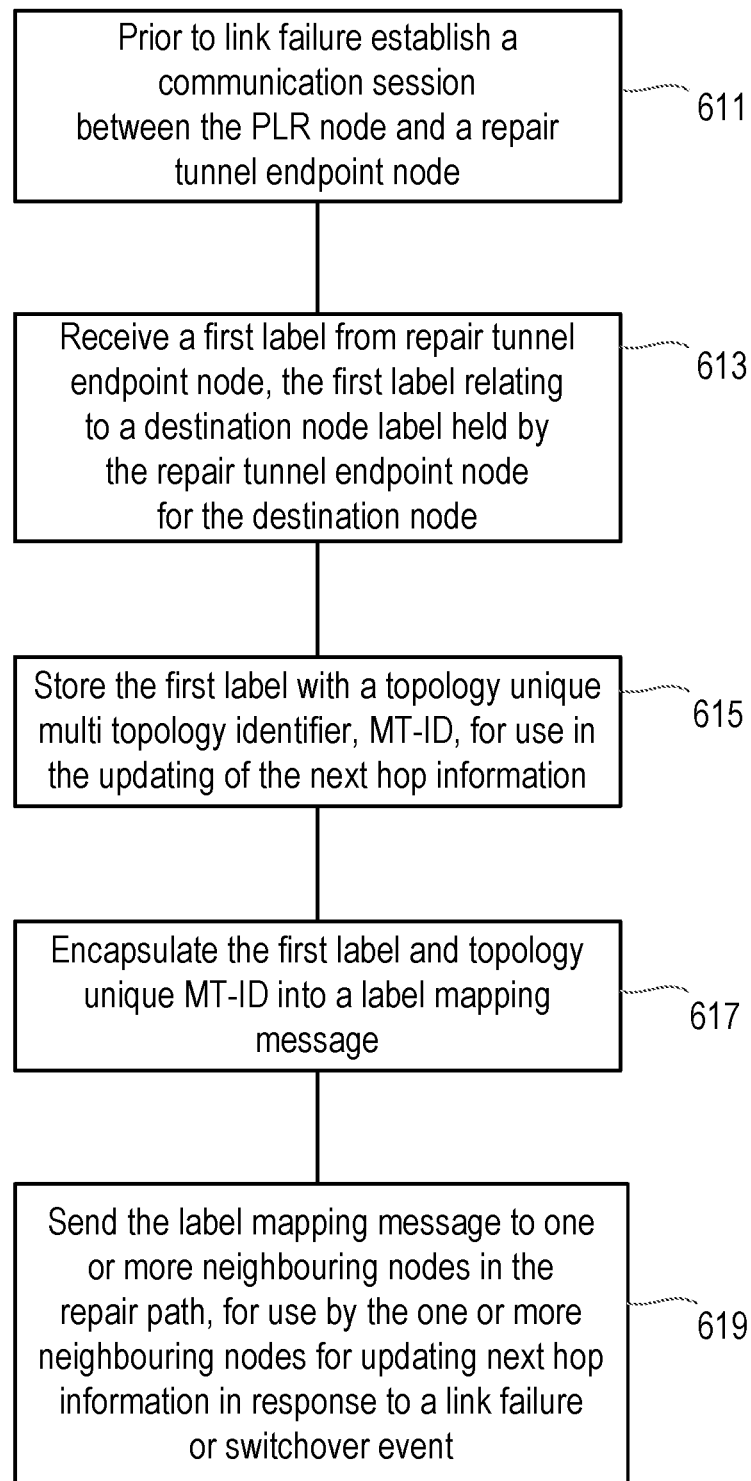 Prior to link failure establish a
communication session
between the PLR node and a repair
tunnel endpoint node
611
Receive a first label from repair tunnel
endpoint node, the first label relating
to a destination node label held by
the repair tunnel endpoint node
for the destination node
613
Store the first label with a topology unique
multi topology identifier, MT-ID, for use in
the updating of the next hop information
615
Encapsulate the first label and topology
unique MT-ID into a label mapping
message
617
Send the label mapping message to one
or more neighbouring nodes in the
repair path, for use by the one or more
neighbouring nodes for updating next hop
information in response to a link failure
or switchover event
619